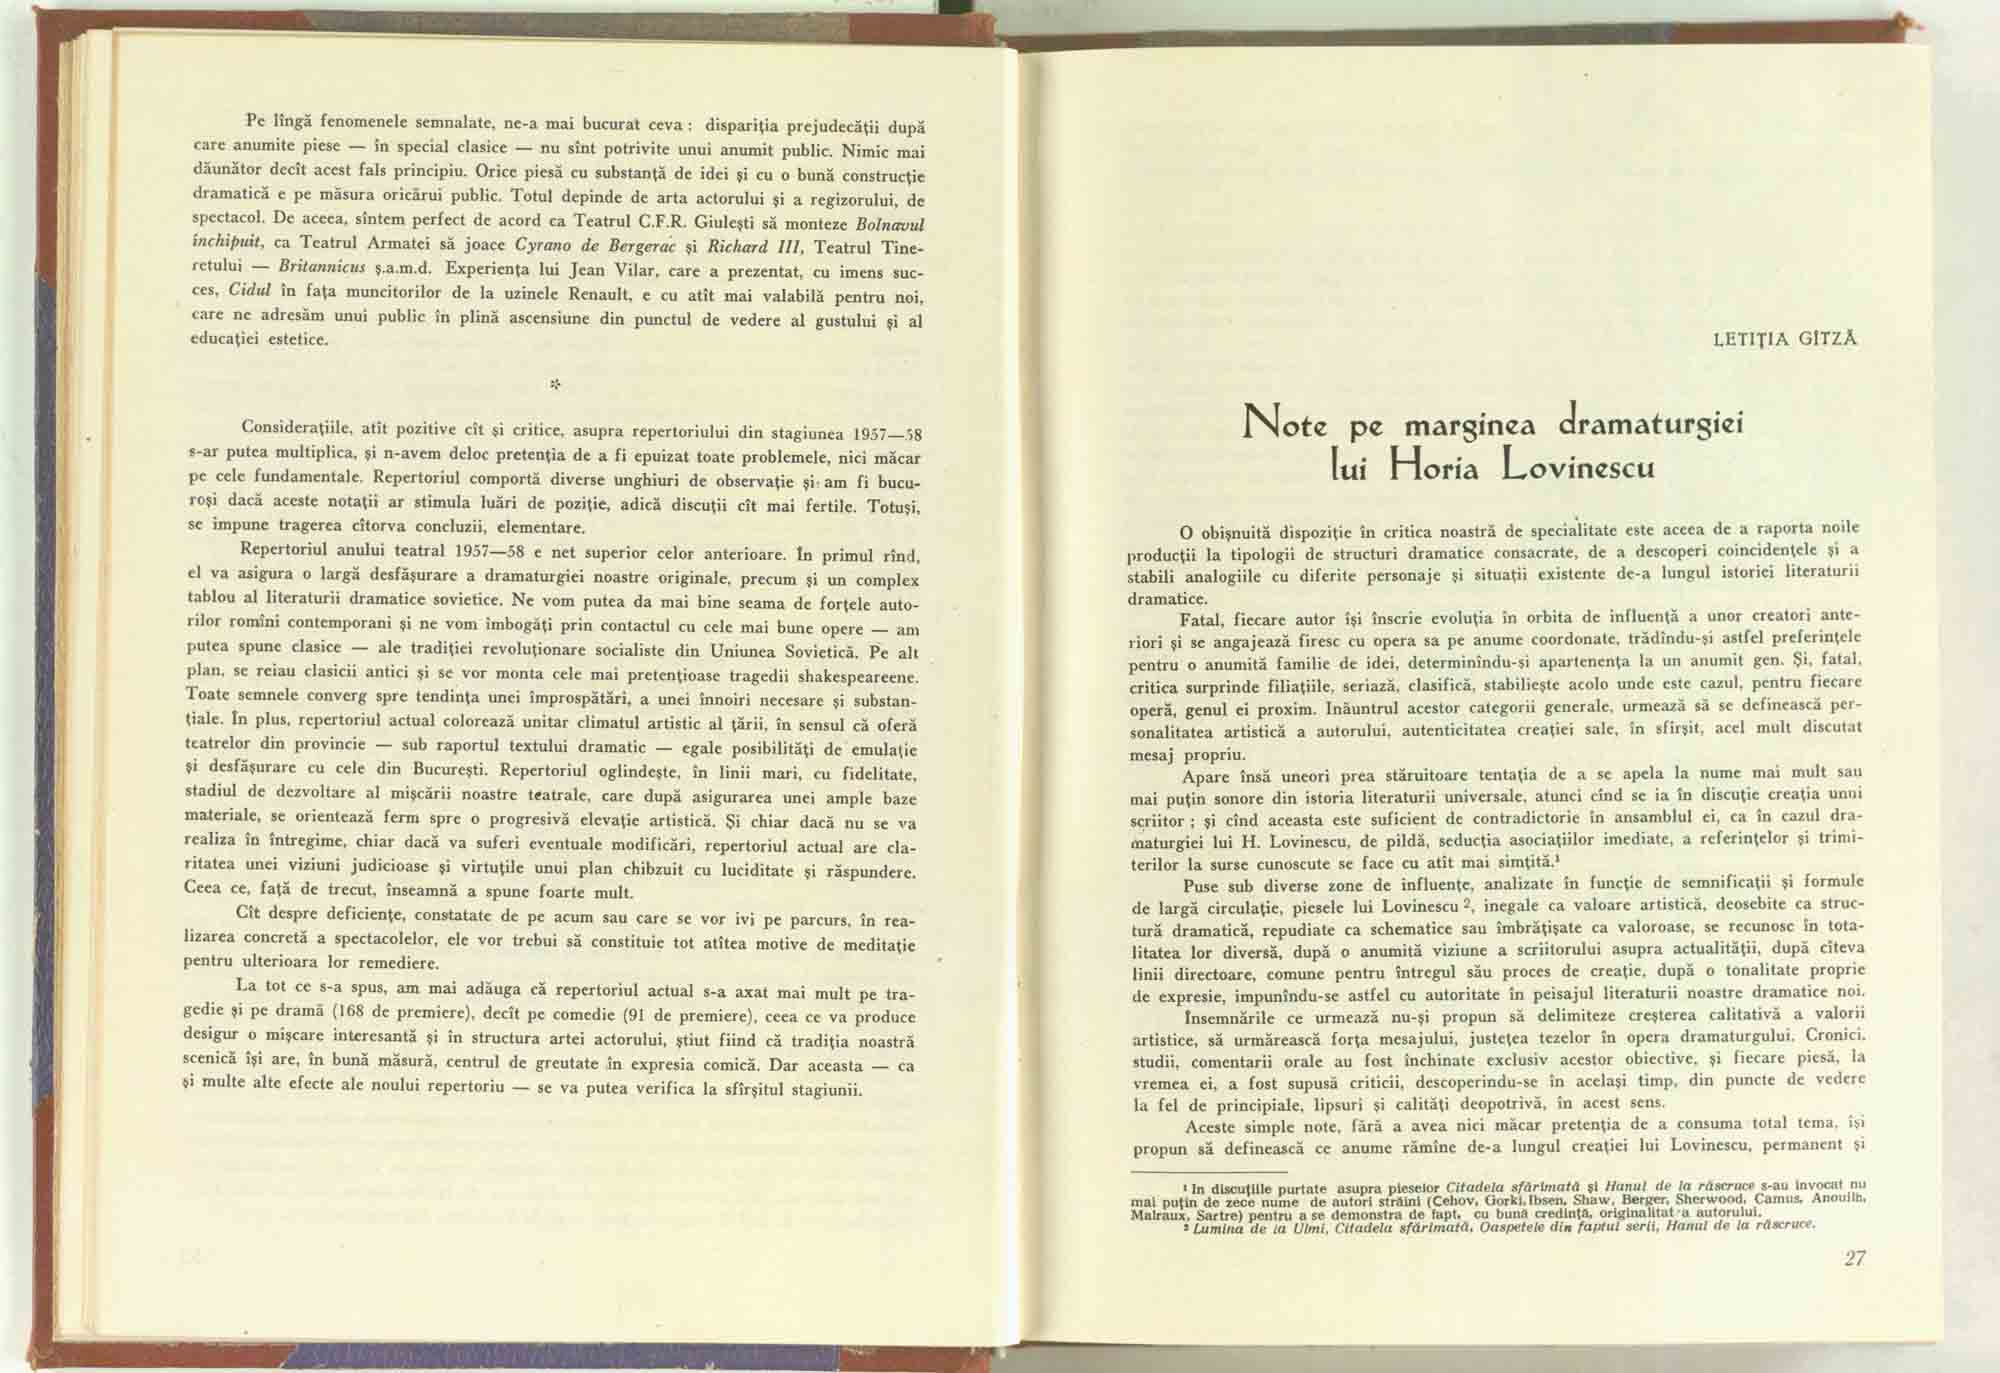 Pe lîngă fenomenele semnalate, ne-a mai bucurat ceva : dispariția prejudecății după
care anumite piese — în special clasice — nu sînt potrivite unui anumit public. Nimic mai
dăunător decît acest fals principiu. Orice piesă cu substanță de idei și cu o bună construcție
dramatică e pe măsura oricărui public. Totul depinde de arta actorului și a regizorului, de
spectacol. De aceea, sîntem perfect de acord ca Teatrul C.F.R. Giulești să monteze Bolnavul
închipuit, ca Teatrul Armatei să joace Cyrano de Bergerac și Richard III, Teatrul Tine-
retului — Britannicus ș.a.m.d. Experiența lui Jean Vilar, care a prezentat, cu imens suc-
ces, Cidul în fața muncitorilor de la uzinele Renault, e cu atît mai valabilă pentru noi,
care ne adresăm unui public în plină ascensiune din punctul de vedere al gustului și al
educației estetice.
*
Considerațiile, atît pozitive cît și critice, asupra repertoriului din stagiunea 1957—58
s-ar putea multiplica, și n-avem deloc pretenția de a fi epuizat toate problemele, nici măcar
pe cele fundamentale. Repertoriul comportă diverse unghiuri de observație și am fi bucu-
roși dacă aceste notații ar stimula luări de poziție, adică discuții cît mai fertile. Totuși,
se impune tragerea cîtorva concluzii, elementare.
Repertoriul anului teatral 1957—58 e net superior celor anterioare. În primul rînd,
el va asigura o largă desfășurare a dramaturgiei noastre originale, precum și un complex
tablou al literaturii dramatice sovietice. Ne vom putea da mai bine seama de forțele auto-
rilor romîni contemporani și ne vom îmbogăți prin contactul cu cele mai bune opere — am
putea spune clasice — ale tradiției revoluționare socialiste din Uniunea Sovietică. Pe alt
plan, se reiau clasicii antici și se vor monta cele mai pretențioase tragedii shakespeareene.
Toate semnele converg spre tendința unei împrospătări, a unei înnoiri necesare și substan-
țiale. În plus, repertoriul actual colorează unitar climatul artistic al țării, în sensul că oferă
teatrelor din provincie — sub raportul textului dramatic — egale posibilități de emulație
și desfășurare cu cele din București. Repertoriul oglindește, în linii mari, cu fidelitate,
stadiul de dezvoltare al mișcării noastre teatrale, care după asigurarea unei ample baze
materiale, se orientează ferm spre o progresivă elevație artistică. Și chiar dacă nu se va
realiza în întregime, chiar dacă va suferi eventuale modificări, repertoriul actual are cla-
ritatea unei viziuni judicioase și virtuțile unui plan chibzuit cu luciditate și răspundere.
Ceea ce, față de trecut, înseamnă a spune foarte mult.
Cît despre deficiențe, constatate de pe acum sau care se vor ivi pe parcurs, în rea-
lizarea concretă a spectacolelor, ele vor trebui să constituie tot atîtea motive de meditație
pentru ulterioara lor remediere.
La tot ce s-a spus, am mai adăuga că repertoriul actual s-a axat mai mult pe tra-
gedie și pe dramă (168 de premiere), decît pe comedie (91 de premiere), ceea ce va produce
desigur o mișcare interesantă și în structura artei actorului, știut fiind că tradiția noastră
scenică își are, în bună măsură, centrul de greutate în expresia comică. Dar aceasta — ca
și multe alte efecte ale noului repertoriu — se va putea verifica la sfîrșitul stagiunii.
LETIȚIA GÎTZĂ
Note pe marginea dramaturgiei
lui Horia Lovinescu
O obișnuită dispoziție în critica noastră de specialitate este aceea de a raporta noile
producții la tipologii de structuri dramatice consacrate, de a descoperi coincidențele și a
stabili analogiile cu diferite personaje și situații existente de-a lungul istoriei literaturii
dramatice.
Fatal, fiecare autor își înscrie evoluția în orbita de influență a unor creatori ante-
riori și se angajează firesc cu opera sa pe anume coordonate, trădîndu-și astfel preferințele
pentru o anumită familie de idei, determinîndu-și apartenența la un anumit gen. Și, fatal,
critica surprinde filiațiile, seriază, clasifică, stabiliește acolo unde este cazul, pentru fiecare
operă, genul ei proxim. Inăuntrul acestor categorii generale, urmează să se definească per-
sonalitatea artistică a autorului, autenticitatea creației sale, în sfîrșit, acel mult discutat
mesaj propriu.
Apare însă uneori prea stăruitoare tentația de a se apela la nume mai mult sau
mai puțin sonore din istoria literaturii universale, atunci cînd se ia în discuție creația unui
scriitor ; și cînd aceasta este suficient de contradictorie în ansamblul ei, ca în cazul dra-
maturgiei lui H. Lovinescu, de pildă, seducția asociațiilor imediate, a referințelor și trimi-
terilor la surse cunoscute se face cu atît mai simțită.¹
Puse sub diverse zone de influențe, analizate în funcție de semnificații și formule
de largă circulație, piesele lui Lovinescu ², inegale ca valoare artistică, deosebite ca struc-
tură dramatică, repudiate ca schematice sau îmbrățișate ca valoroase, se recunosc în tota-
litatea lor diversă, după o anumită viziune a scriitorului asupra actualității, după cîteva
linii directoare, comune pentru întregul său proces de creație, după o tonalitate proprie
de expresie, impunîndu-se astfel cu autoritate în peisajul literaturii noastre dramatice noi.
Însemnările ce urmează nu-și propun să delimiteze creșterea calitativă a valorii
artistice, să urmărească forța mesajului, justețea tezelor în opera dramaturgului. Cronici,
studii, comentarii orale au fost închinate exclusiv acestor obiective, și fiecare piesă, la
vremea ei, a fost supusă criticii, descoperindu-se în același timp, din puncte de vedere
la fel de principiale, lipsuri și calități deopotrivă, în acest sens.
Aceste simple note, fără a avea nici măcar pretenția de a consuma total tema, își
propun să definească ce anume rămîne de-a lungul creației lui Lovinescu, permanent și
¹ In discuțiile purtate asupra pieselor Citadela sfărîmată și Hanul de la răscruce s-au invocat nu
mai puțin de zece nume de autori străini (Cehov, Gorki, Ibsen, Shaw, Berger, Sherwood, Camus, Anouilh,
Malraux, Sartre) pentru a se demonstra de fapt, cu bună credință, originalitatea autorului.
² Lumina de la Ulmi, Citadela sfărîmată, Oaspetele din faptul serii, Hanul de la răscruce.
27